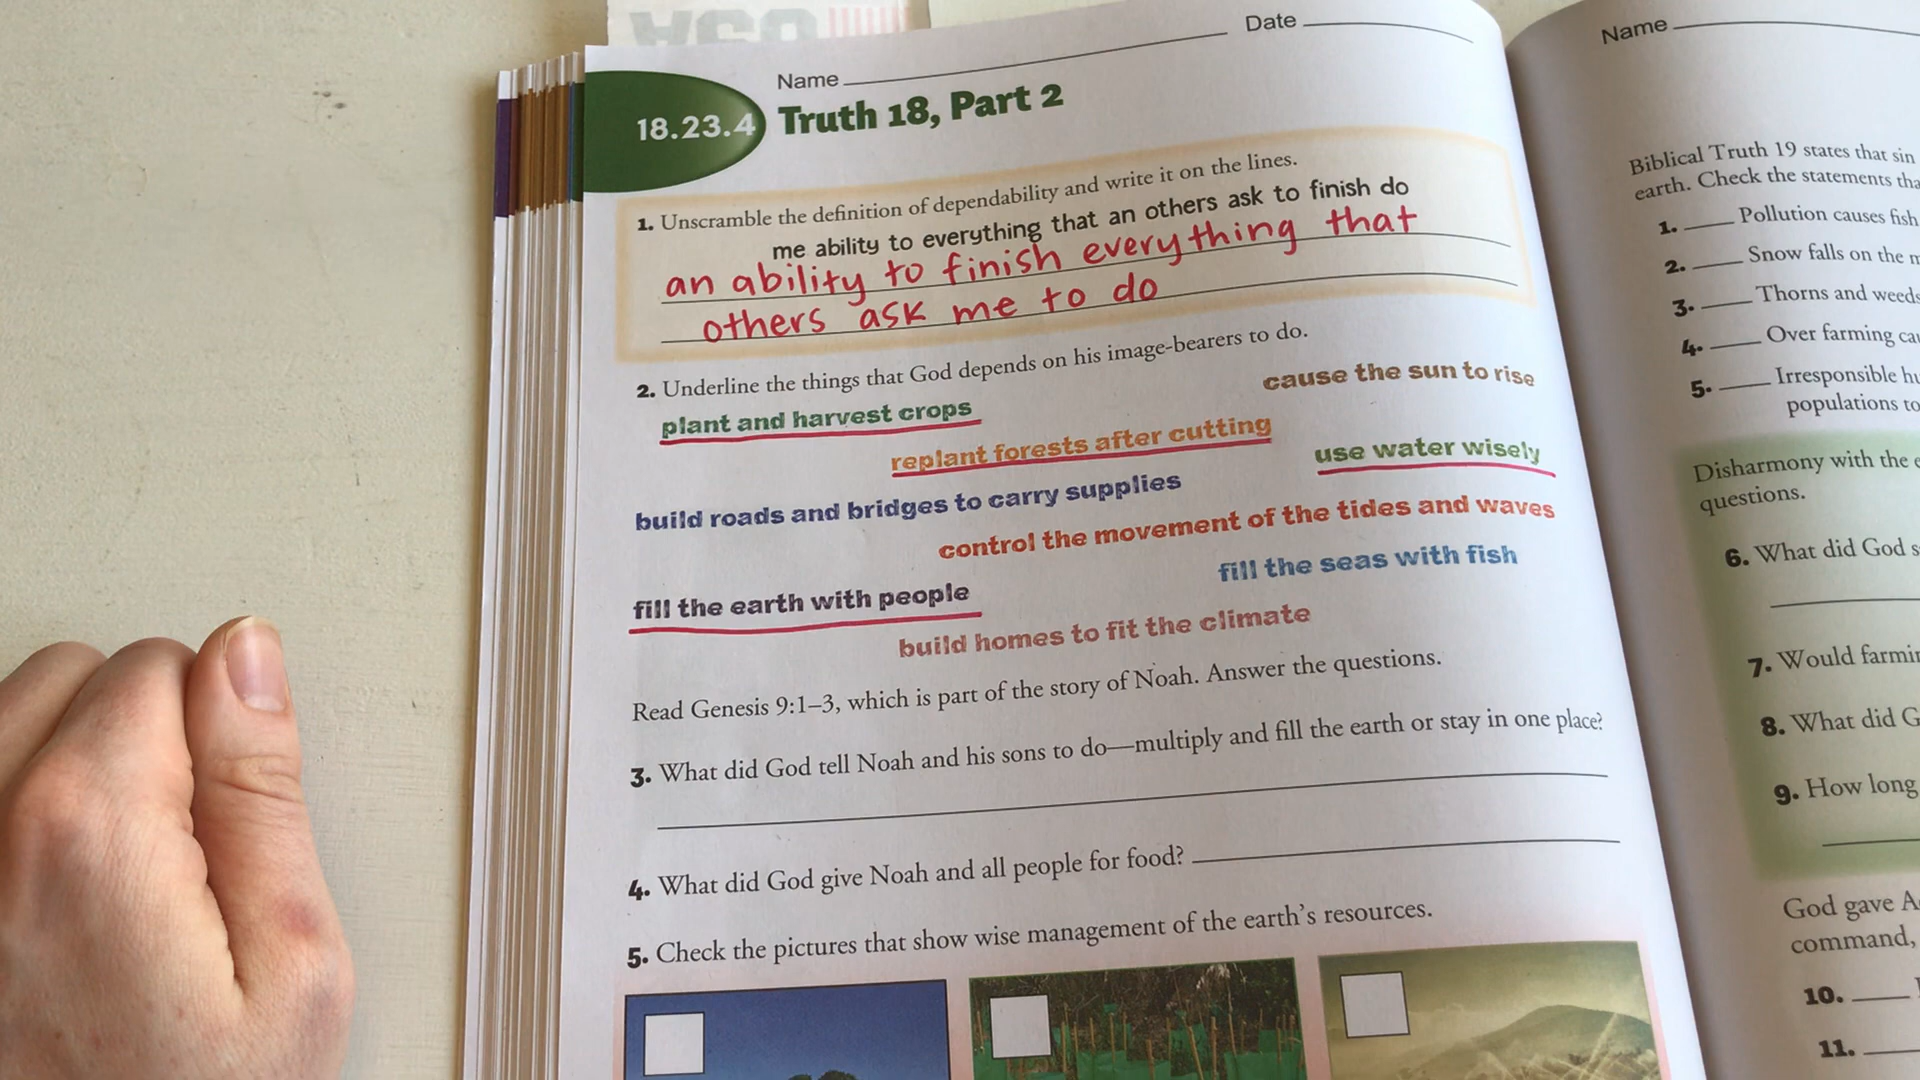 USA
Name
Date
18.23.4
Truth 18, Part 2
1. Unscramble the definition of dependability and write it on the lines.
me ability to everything that an others ask to finish do
an ability to finish everything that
others ask me to do
2. Underline the things that God depends on his image-bearers to do.
cause the sun to rise
plant and harvest crops
replant forests after cutting
use water wisely
build roads and bridges to carry supplies
control the movement of the tides and waves
fill the seas with fish
fill the earth with people
build homes to fit the climate
Read Genesis 9:1–3, which is part of the story of Noah. Answer the questions.
3. What did God tell Noah and his sons to do—multiply and fill the earth or stay in one place?
4. What did God give Noah and all people for food?
5. Check the pictures that show wise management of the earth's resources.
Name
Biblical Truth 19 states that sin
earth. Check the statements
1. Pollution causes fish
2. Snow falls on the
3. Thorns and weeds
4. Over farming
5. Irresponsible
populations to
Disharmony with the
questions.
6. What did God
7. Would
8. What did
9. How long
God gave
command,
10.
11.